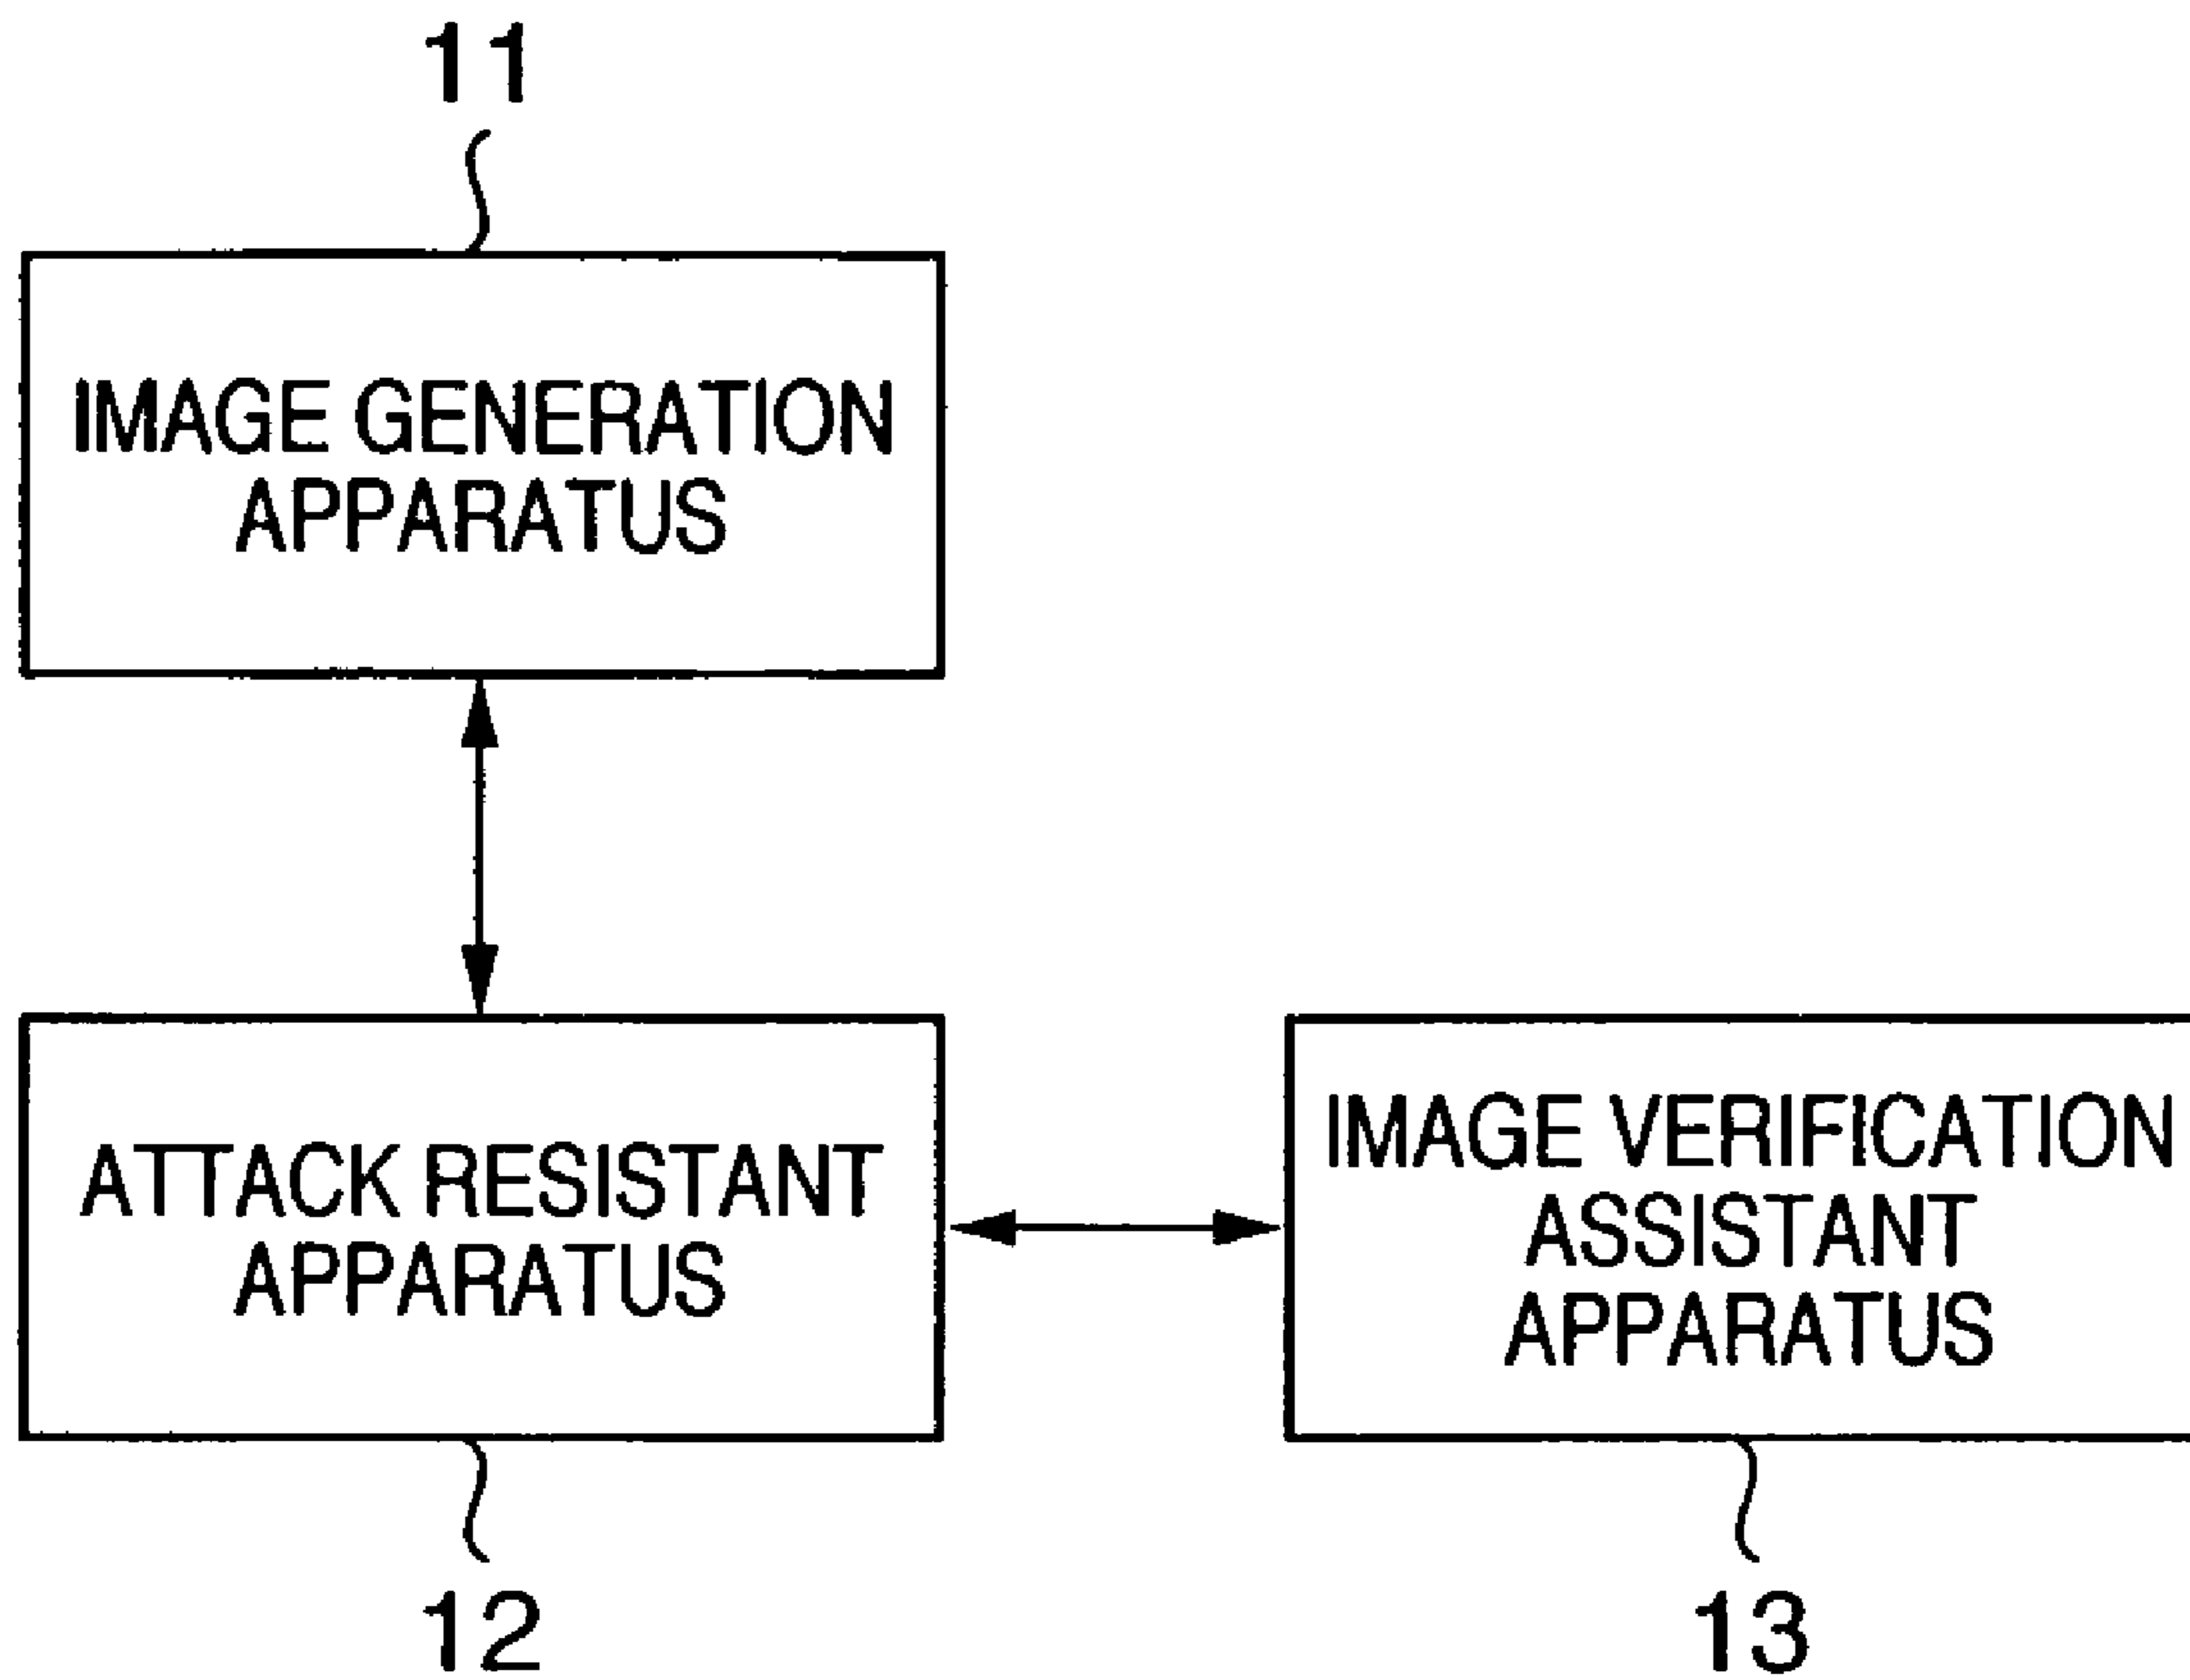 11
IMAGE GENERATION
APPARATUS
ATTACK RESISTANT
APPARATUS
IMAGE VERIFICATION
ASSISTANT
APPARATUS
12
13